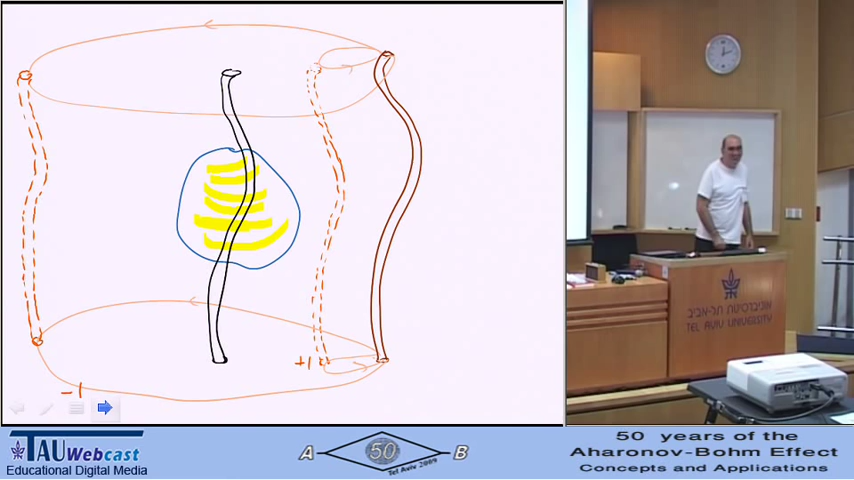 +1
-1
אוניברסיטת תל-אביב
TEL AVIV UNIVERSITY
TAU Webcast
Educational Digital Media
A 50 B
Tel Aviv 2009
50 years of the
Aharonov-Bohm Effect
Concepts and Applications